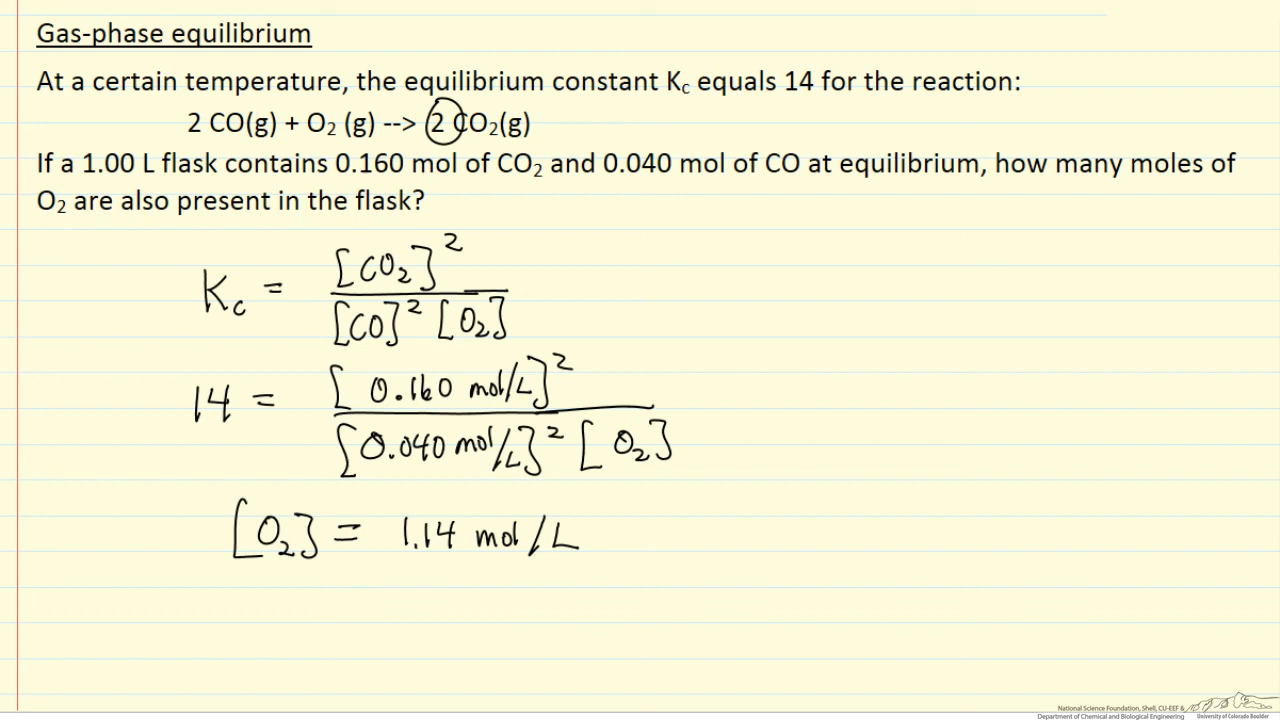 Gas-phase equilibrium
At a certain temperature, the equilibrium constant K꜀ equals 14 for the reaction:
2 CO(g) + O₂ (g) --> 2 CO₂(g)
If a 1.00 L flask contains 0.160 mol of CO₂ and 0.040 mol of CO at equilibrium, how many moles of
O₂ are also present in the flask?
K꜀ = [CO₂]² / [CO]² [O₂]
14 = [0.160 mol/L]² / [0.040 mol/L]² [O₂]
[O₂] = 1.14 mol/L
National Science Foundation, Shell, CU-EEF &
Department of Chemical and Biological Engineering
University of Colorado Boulder